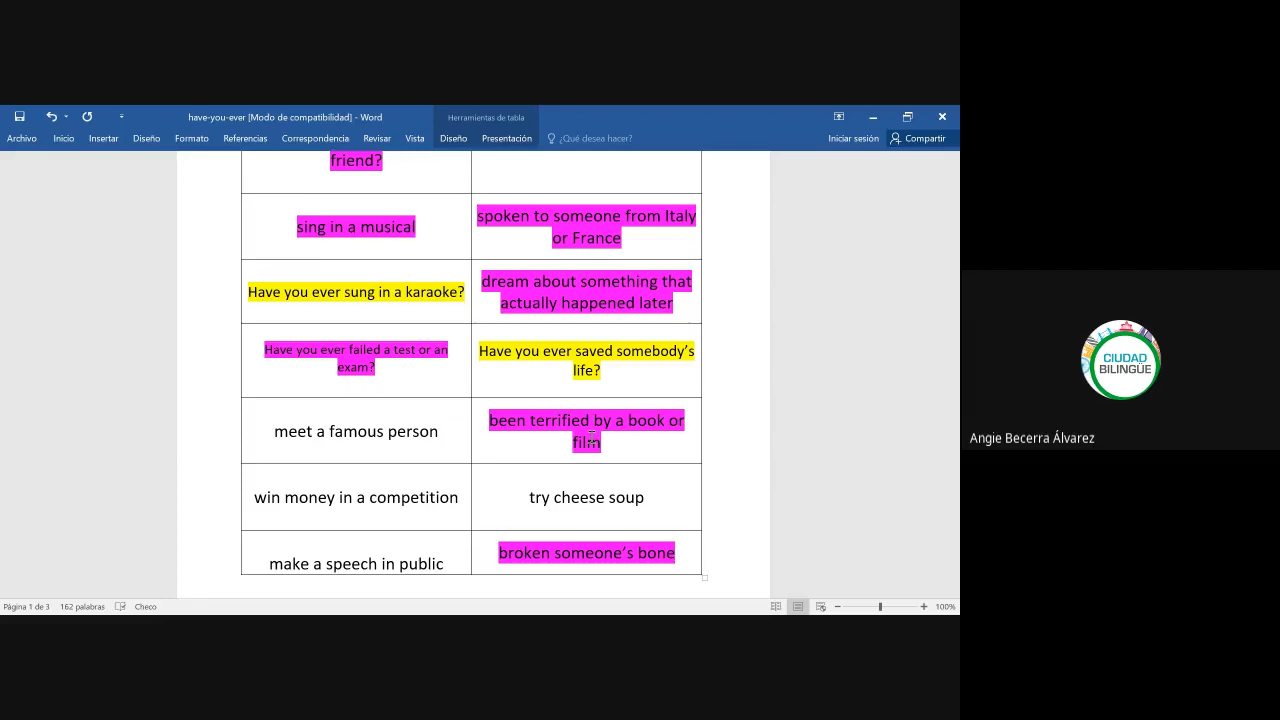 have-you-ever [Modo de compatibilidad] - Word
Herramientas de tabla
Archivo
Inicio
Insertar
Diseño
Formato
Referencias
Correspondencia
Revisar
Vista
Diseño
Presentación
¿Qué desea hacer?
Iniciar sesión
Compartir
friend?
sing in a musical
spoken to someone from Italy
or France
Have you ever sung in a karaoke?
dream about something that
actually happened later
Have you ever failed a test or an
exam?
Have you ever saved somebody's
life?
meet a famous person
been terrified by a book or
film
win money in a competition
try cheese soup
make a speech in public
broken someone's bone
Página 1 de 3
162 palabras
Checo
100%
CIUDAD
BILINGÜE
Angie Becerra Álvarez